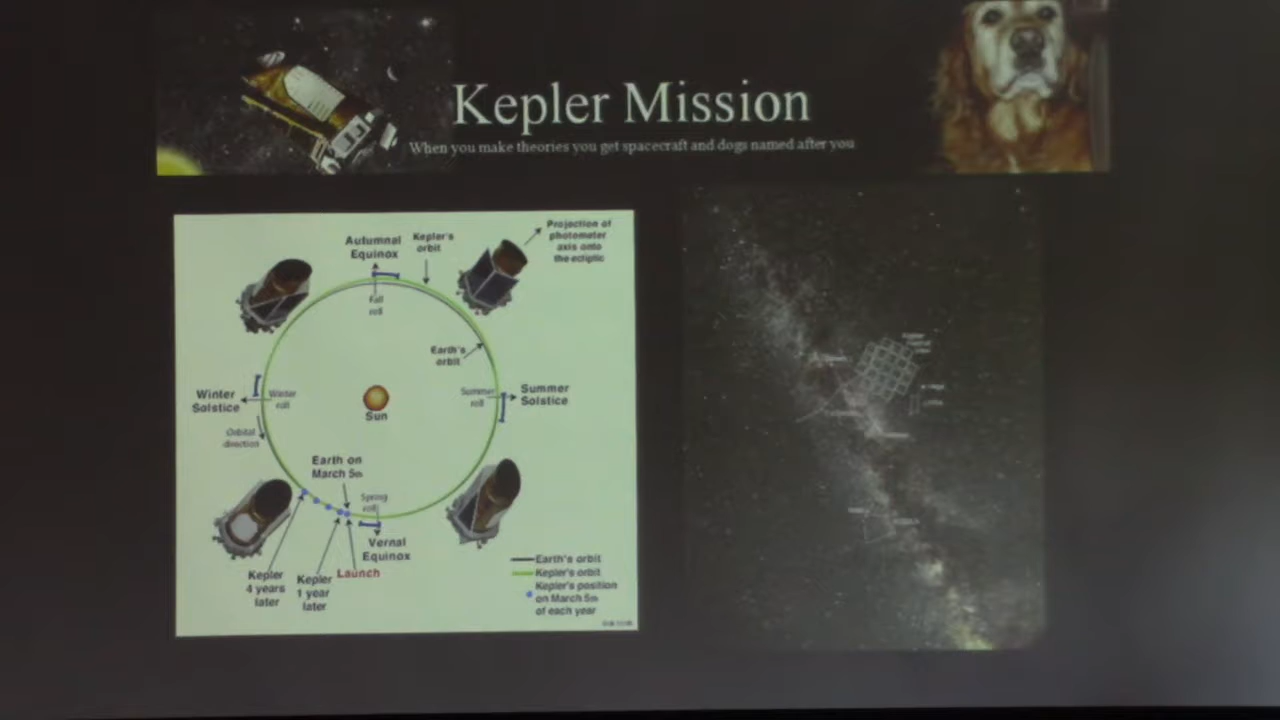 Kepler Mission
When you make theories you get spacecraft and dogs named after you
Projection of
photometer
axis onto
the ecliptic
Autumnal
Equinox
Kepler's
orbit
Fall
roll
Earth's
orbit
Winter
Solstice
Winter
roll
Summer
roll
Summer
Solstice
Sun
Orbital
direction
Earth on
March 5th
Spring
roll
Vernal
Equinox
Launch
Kepler
4 years
later
Kepler
1 year
later
Earth's orbit
Kepler's orbit
Kepler's position
on March 5th
of each year